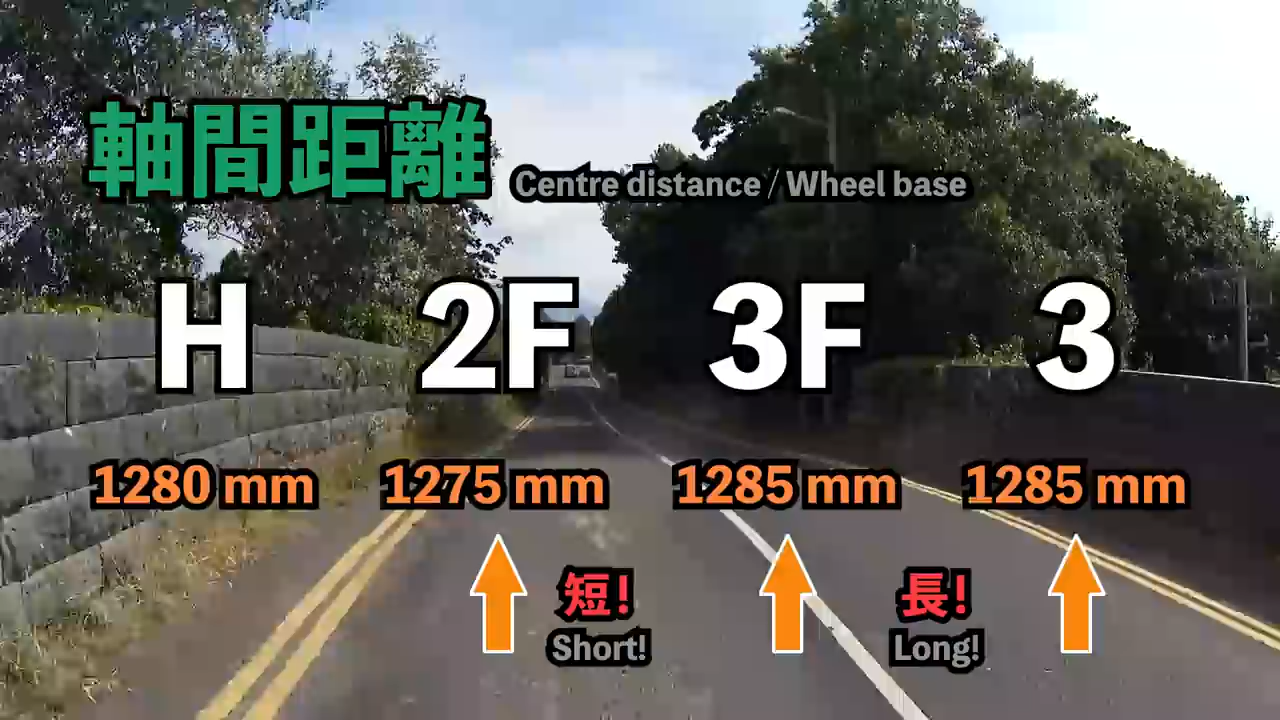 軸間距離 Centre distance / Wheel base
H 2F 3F 3
1280 mm 1275 mm 1285 mm 1285 mm
短! 長!
Short! Long!